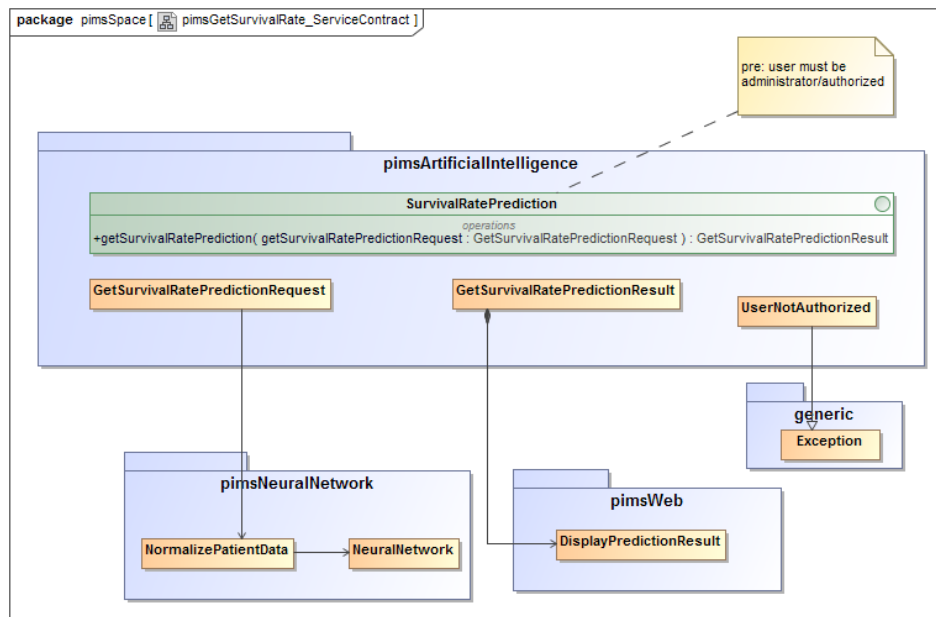 package pimsSpace [ pimsGetSurvivalRate_ServiceContract ]
pre: user must be
administrator/authorized
pimsArtificialIntelligence
SurvivalRatePrediction
operations
+getSurvivalRatePrediction( getSurvivalRatePredictionRequest : GetSurvivalRatePredictionRequest ) : GetSurvivalRatePredictionResult
GetSurvivalRatePredictionRequest
GetSurvivalRatePredictionResult
UserNotAuthorized
generic
Exception
pimsNeuralNetwork
pimsWeb
NormalizePatientData
NeuralNetwork
DisplayPredictionResult